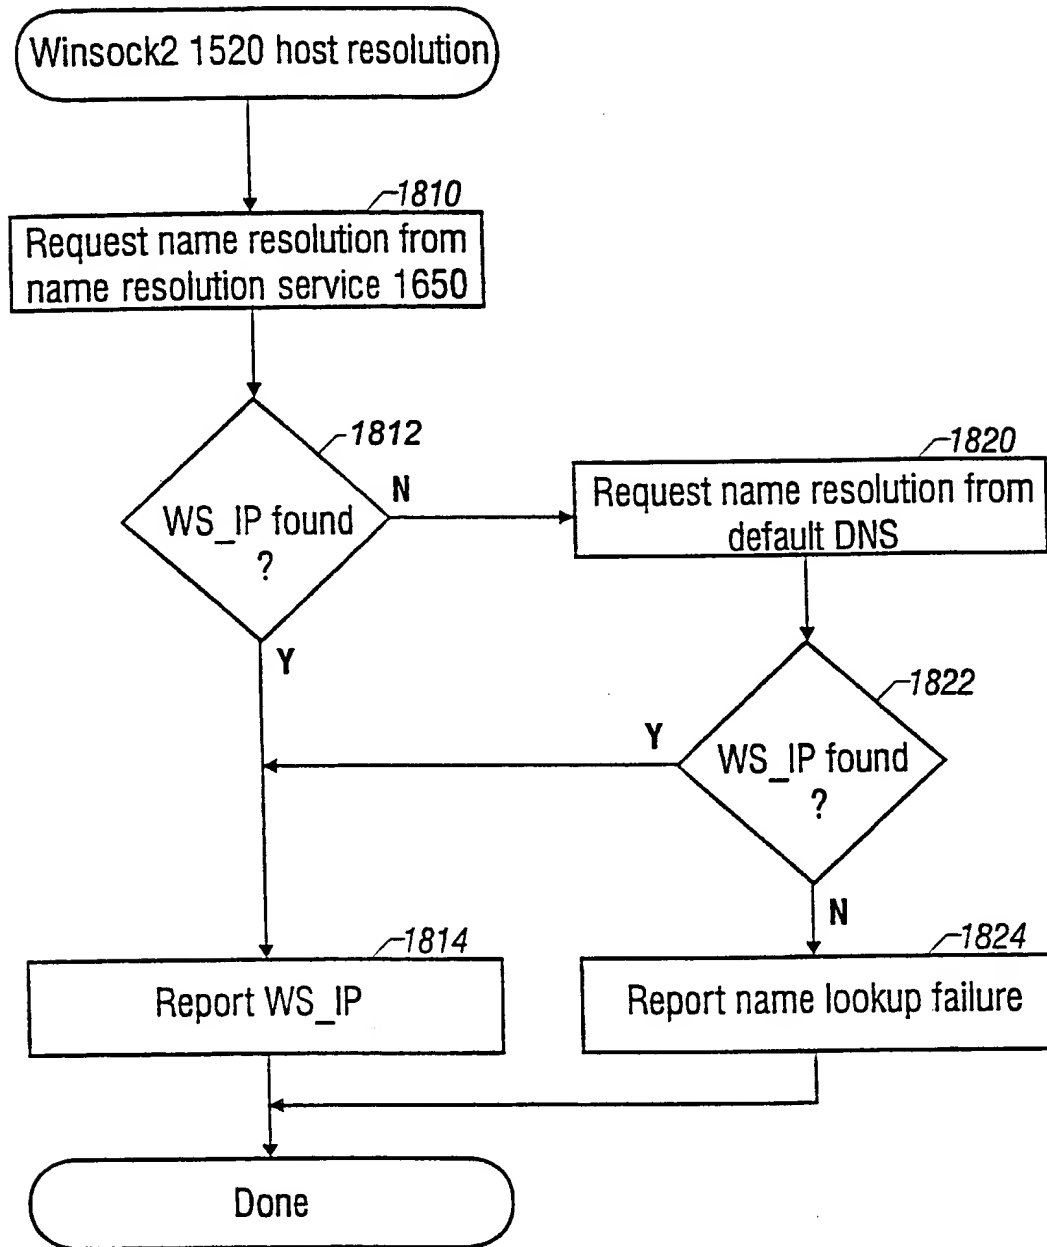 Winsock2 1520 host resolution
1810
Request name resolution from
name resolution service 1650
1812
WS_IP found
?
N
Y
1820
Request name resolution from
default DNS
1822
WS_IP found
?
Y
N
1814
Report WS_IP
1824
Report name lookup failure
Done